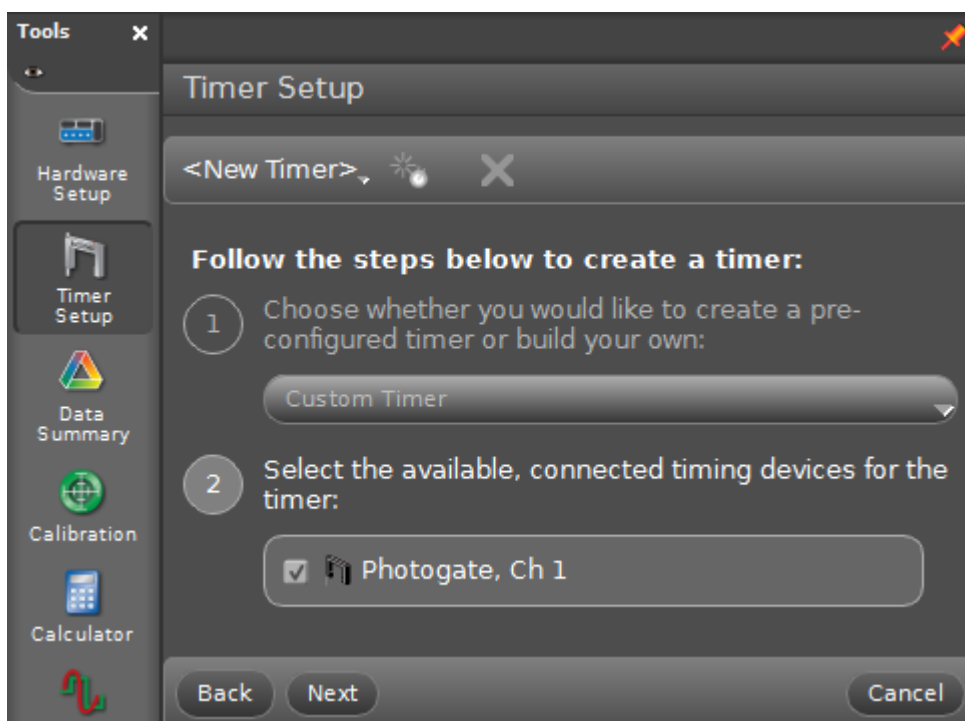 Tools
Timer Setup
<New Timer>
Hardware
Setup
Follow the steps below to create a timer:
Timer
Setup
1
Choose whether you would like to create a pre-
configured timer or build your own:
Custom Timer
Data
Summary
2
Select the available, connected timing devices for the
timer:
Calibration
Photogate, Ch 1
Calculator
Back
Next
Cancel